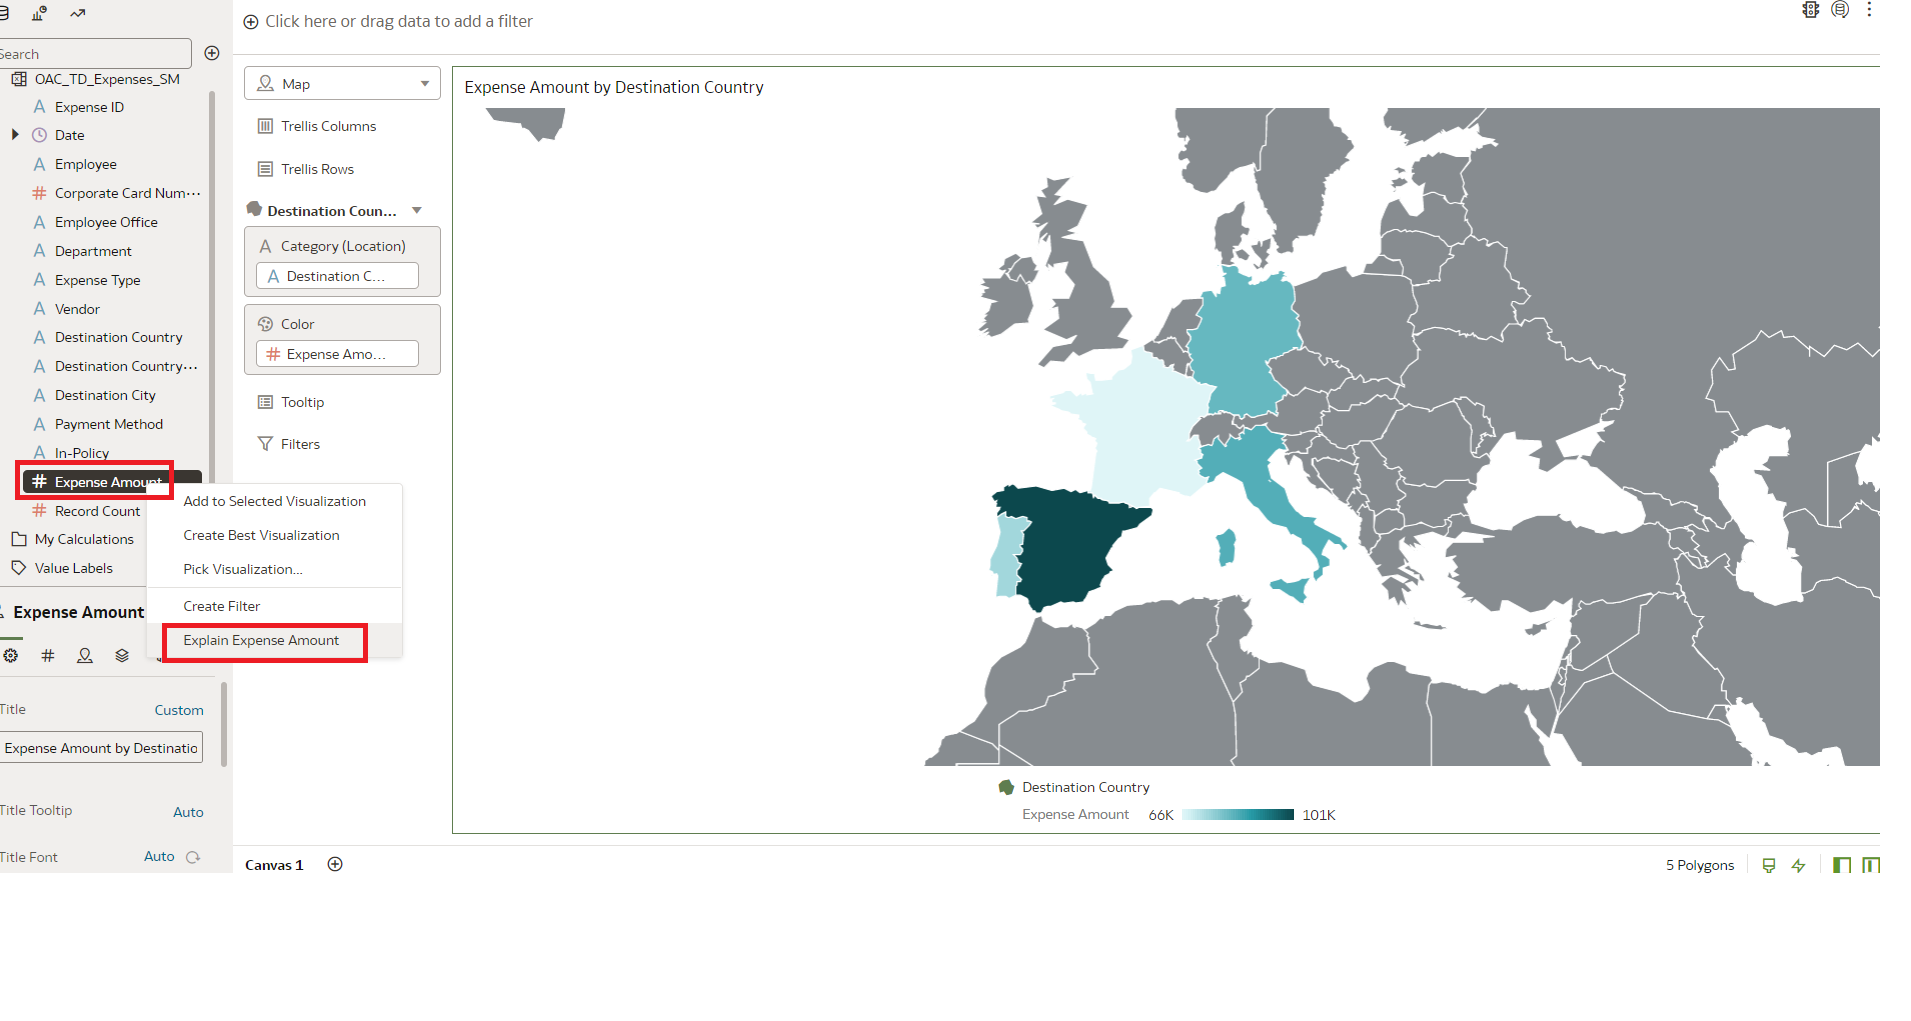 Click here or drag data to add a filter
Search
OAC_TD_Expenses_SM
Expense ID
Date
Employee
Corporate Card Num...
Employee Office
Department
Expense Type
Vendor
Destination Country
Destination Country...
Destination City
Payment Method
In-Policy
Expense Amount
Record Count
My Calculations
Value Labels
Add to Selected Visualization
Create Best Visualization
Pick Visualization...
Create Filter
Explain Expense Amount
Expense Amount
Title
Custom
Expense Amount by Destinatio
Title Tooltip
Auto
Title Font
Auto
Map
Trellis Columns
Trellis Rows
Destination Coun...
Category (Location)
Destination C...
Color
Expense Amo...
Tooltip
Filters
Expense Amount by Destination Country
Destination Country
Expense Amount 66K 101K
Canvas 1
5 Polygons